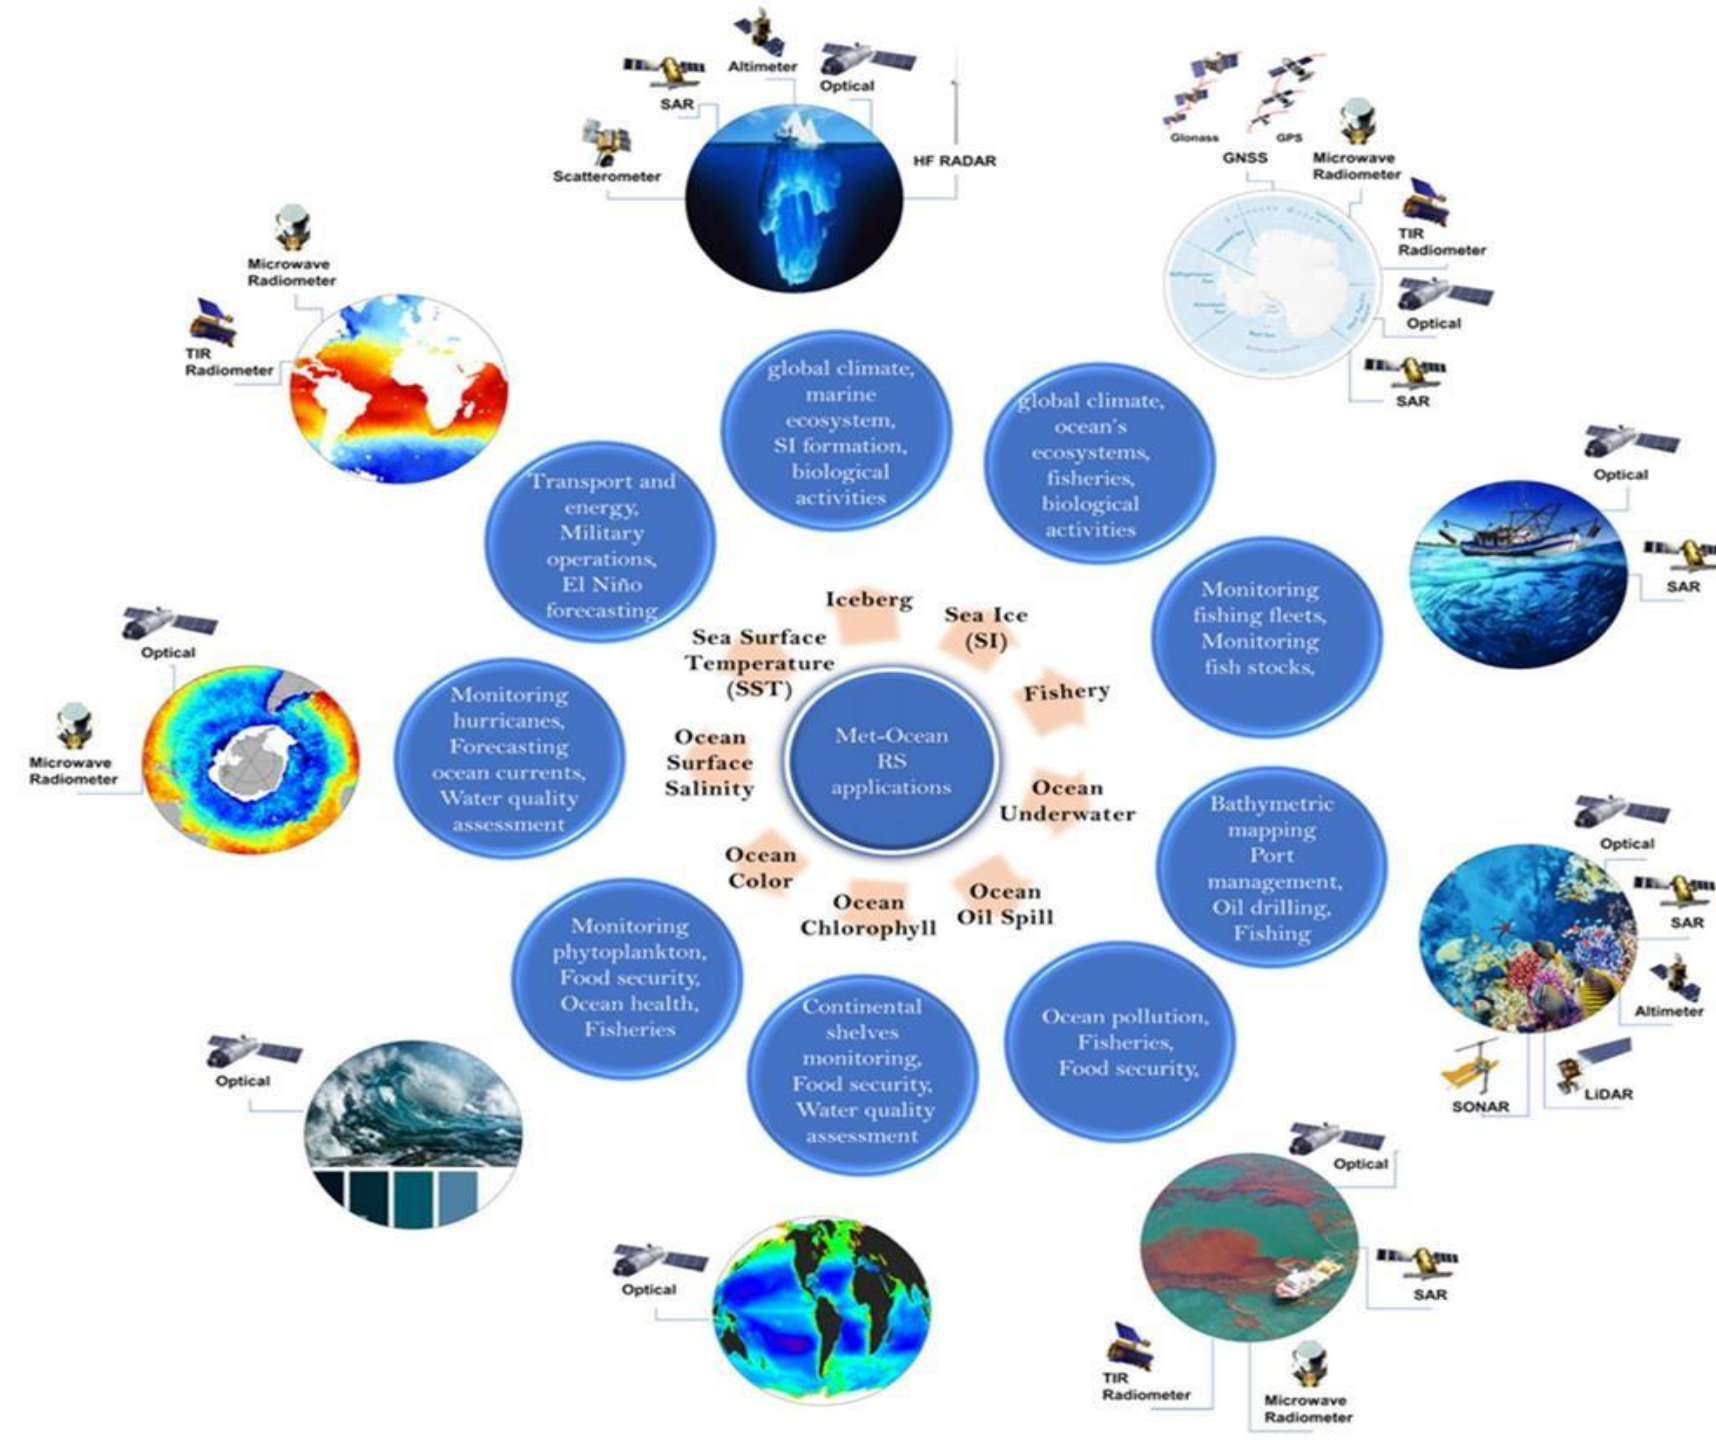 Altimeter
SAR
Optical
Scatterometer
HF RADAR
Glonass
GPS
GNSS
Microwave
Radiometer
TIR
Radiometer
Optical
SAR
Microwave
Radiometer
TIR
Radiometer
global climate,
marine
ecosystem,
SI formation,
biological
activities
global climate,
ocean's
ecosystems,
fisheries,
biological
activities
Optical
SAR
Transport and
energy,
Military
operations,
El Niño
forecasting
Monitoring
fishing fleets,
Monitoring
fish stocks,
Iceberg
Sea Ice
(SI)
Sea Surface
Temperature
(SST)
Fishery
Optical
Microwave
Radiometer
Monitoring
hurricanes,
Forecasting
ocean currents,
Water quality
assessment
Ocean
Surface
Salinity
Met-Ocean
RS
applications
Ocean
Underwater
Bathymetric
mapping
Port
management,
Oil drilling,
Fishing
Optical
SAR
Altimeter
SONAR
LiDAR
Ocean
Color
Ocean
Chlorophyll
Ocean
Oil Spill
Monitoring
phytoplankton,
Food security,
Ocean health,
Fisheries
Continental
shelves
monitoring,
Food security,
Water quality
assessment
Ocean pollution,
Fisheries,
Food security,
Optical
Optical
Optical
SAR
TIR
Radiometer
Microwave
Radiometer